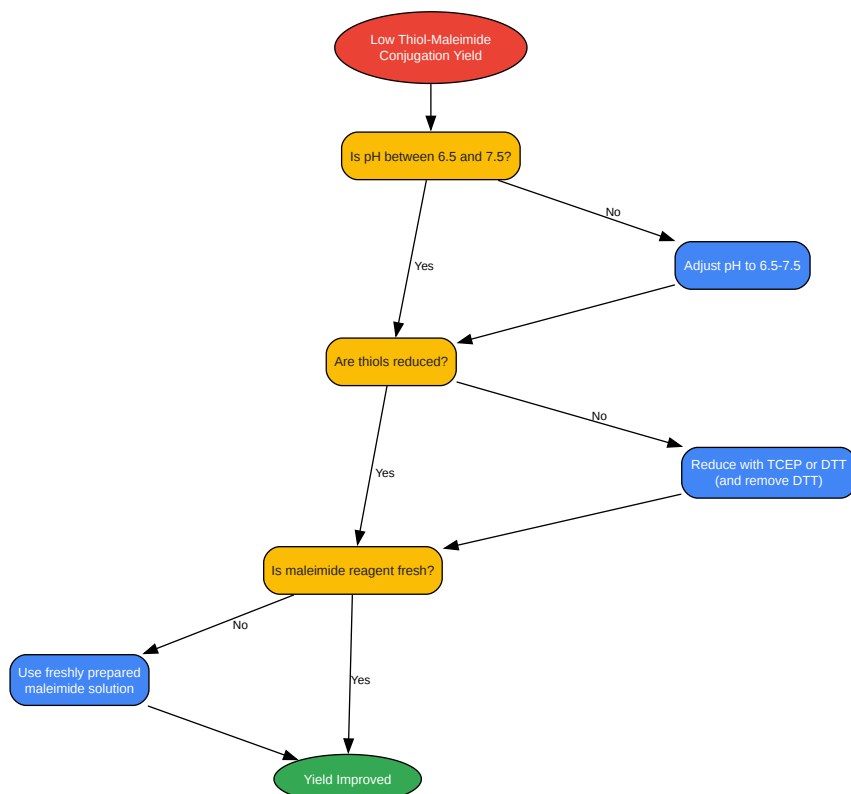 Low Thiol-Maleimide
Conjugation Yield
Is pH between 6.5 and 7.5?
No
Adjust pH to 6.5-7.5
Yes
Are thiols reduced?
No
Reduce with TCEP or DTT
(and remove DTT)
Yes
Is maleimide reagent fresh?
No
Use freshly prepared
maleimide solution
Yes
Yield Improved